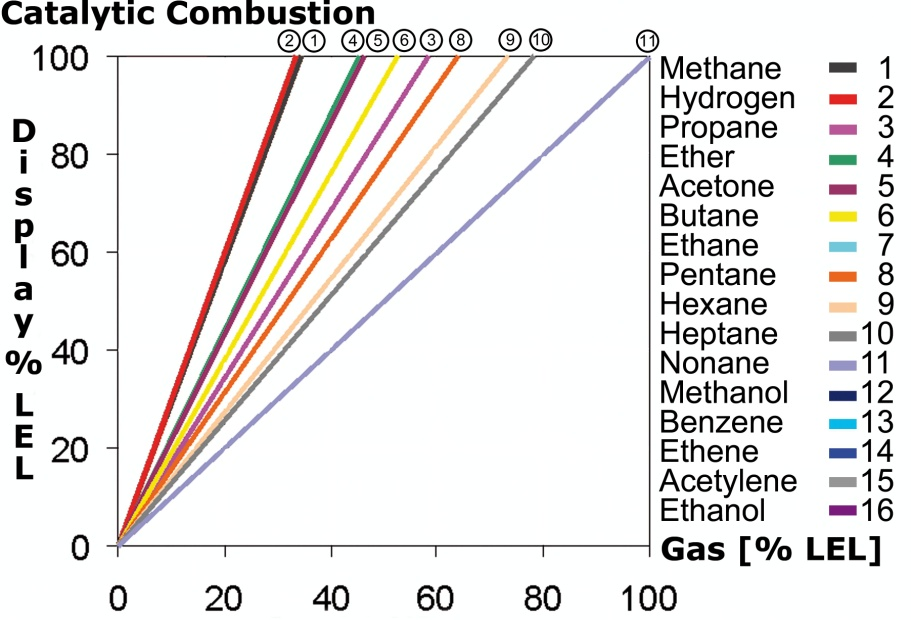 Catalytic Combustion
② ① ④ ⑤ ⑥ ③ ⑧ ⑨ ⑩ ⑪
Display % LEL
100
80
60
40
20
0
0 20 40 60 80 100
Methane 1
Hydrogen 2
Propane 3
Ether 4
Acetone 5
Butane 6
Ethane 7
Pentane 8
Hexane 9
Heptane 10
Nonane 11
Methanol 12
Benzene 13
Ethene 14
Acetylene 15
Ethanol 16
Gas [% LEL]